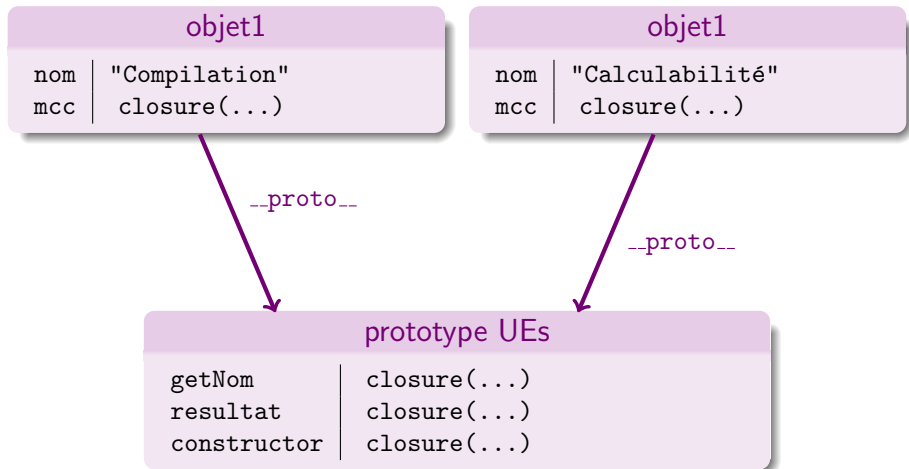 objet1
nom "Compilation"
mcc closure(...)
objet1
nom "Calculabilité"
mcc closure(...)
__proto__
__proto__
prototype UEs
getNom closure(...)
resultat closure(...)
constructor closure(...)